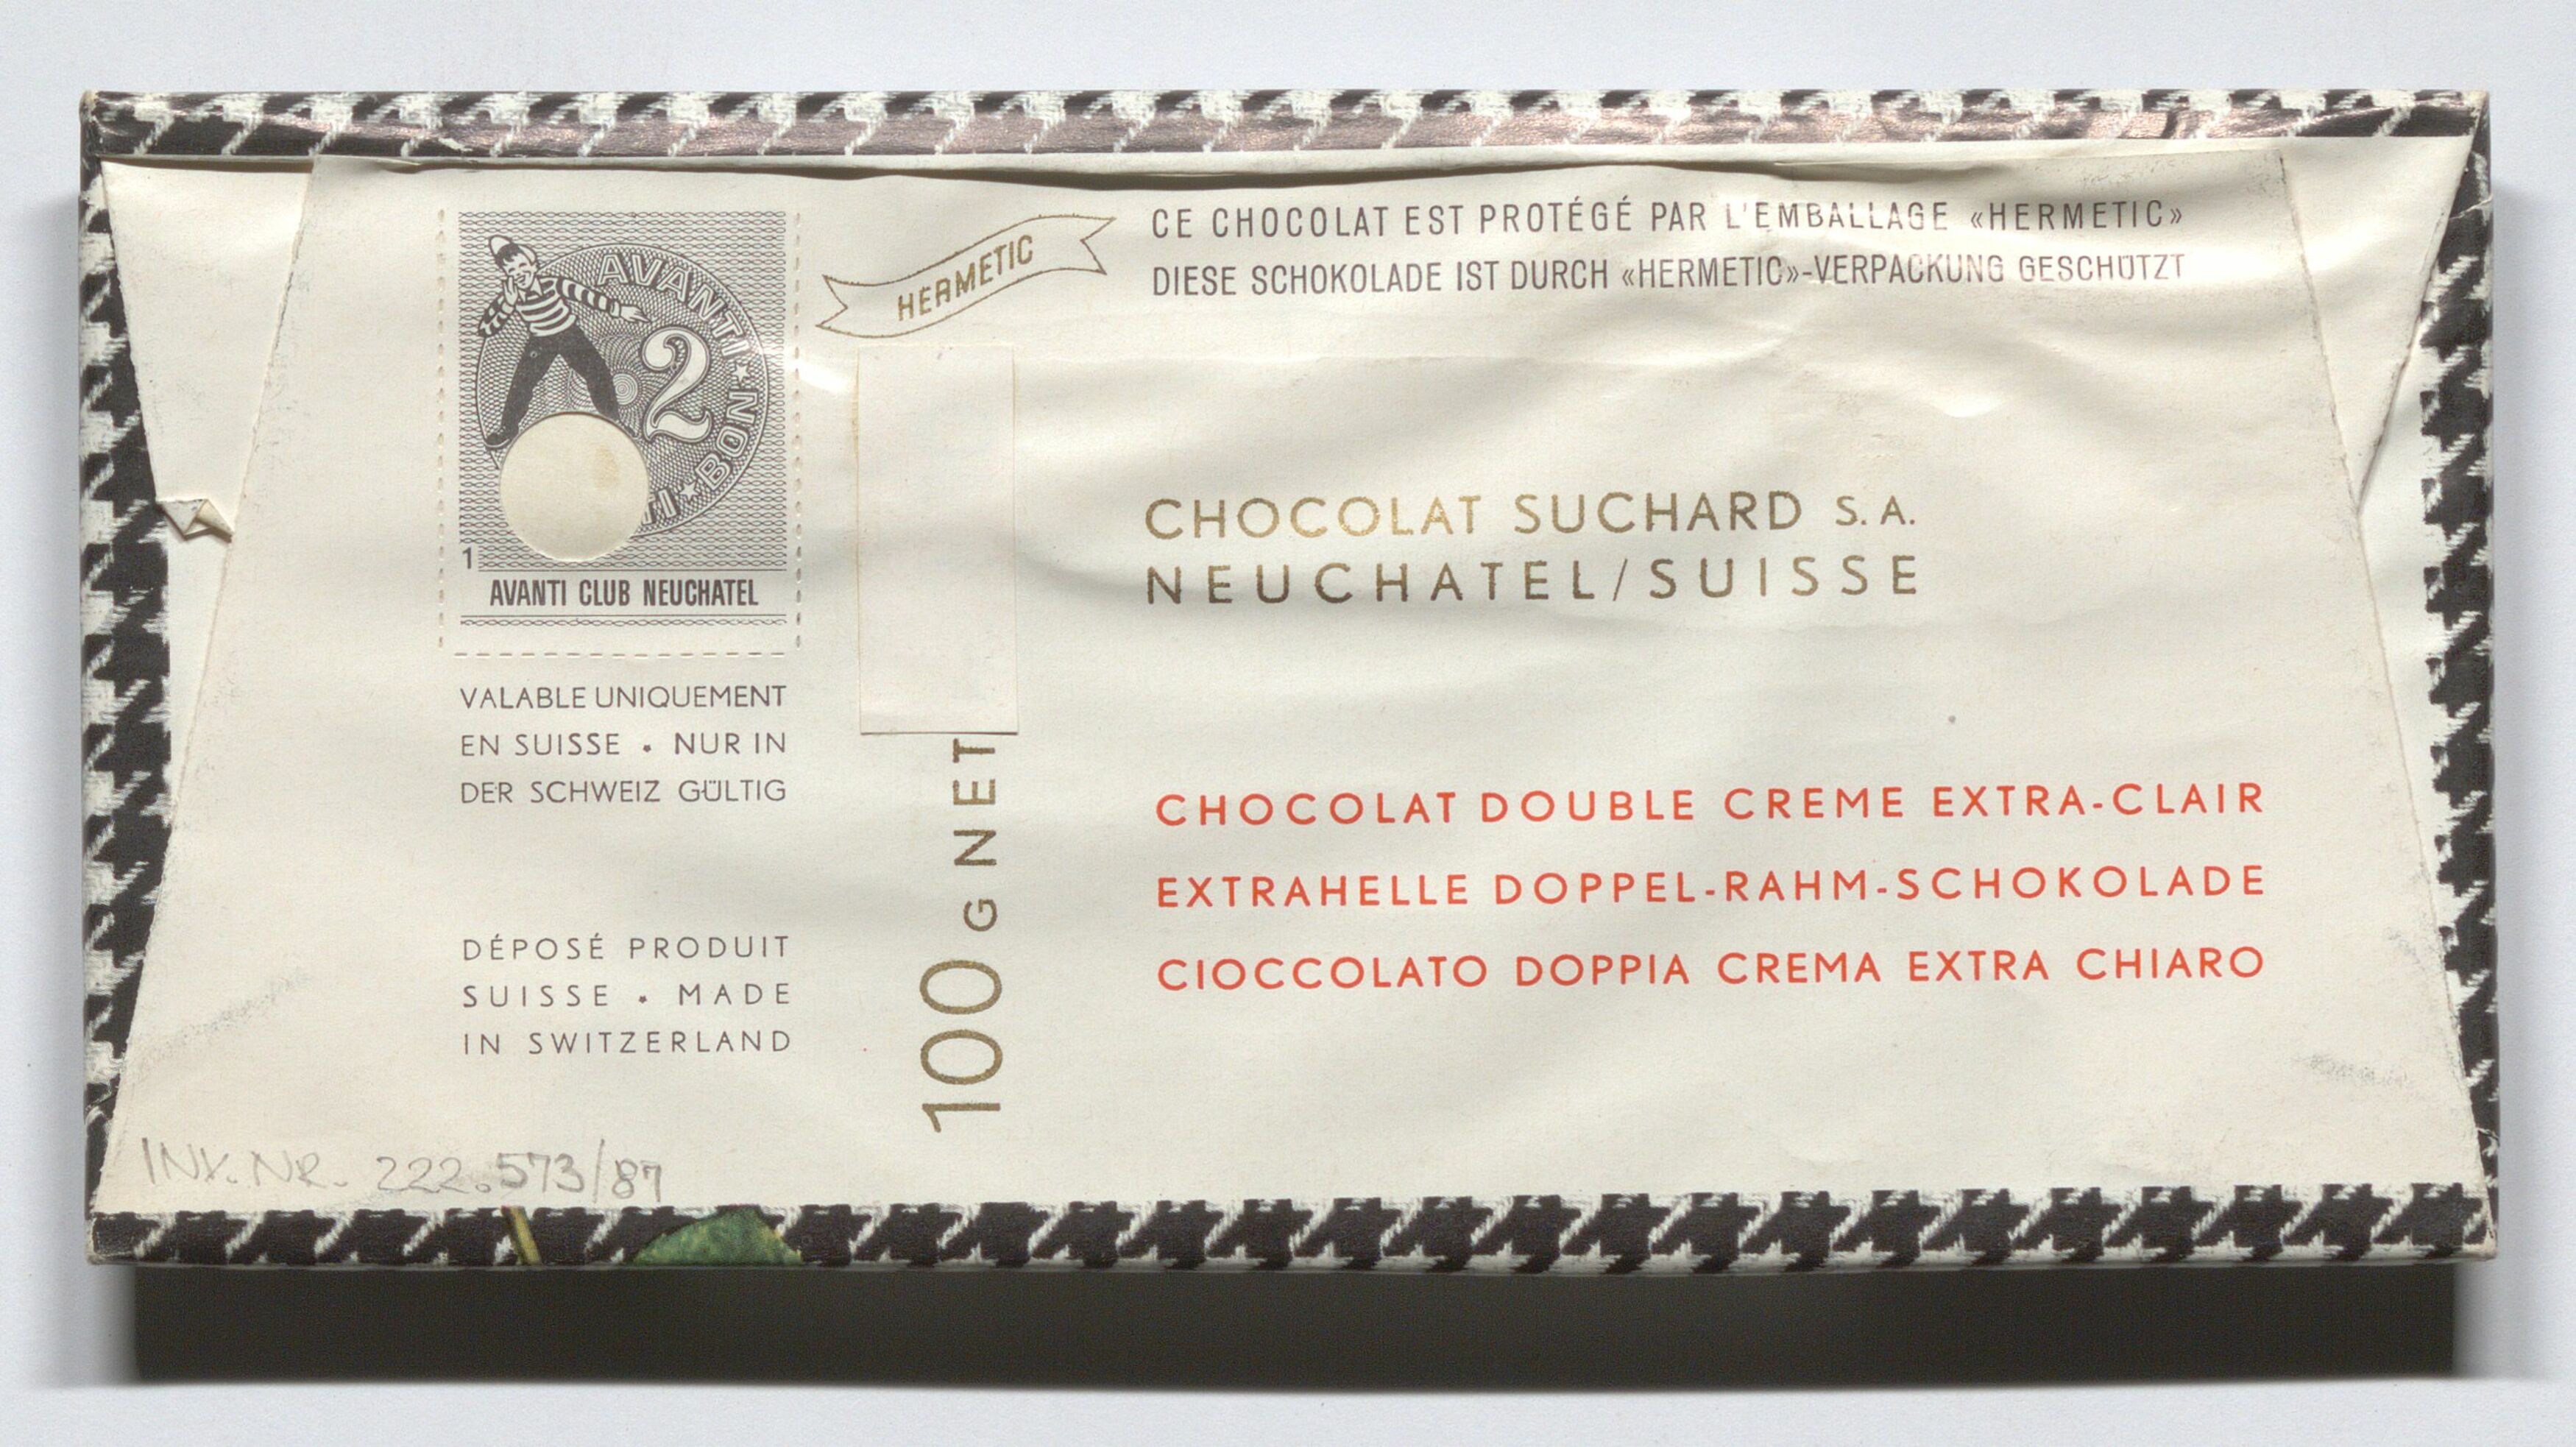 AVANTI ★ BON
2
TI ★
1
AVANTI CLUB NEUCHATEL
VALABLE UNIQUEMENT
EN SUISSE • NUR IN
DER SCHWEIZ GÜLTIG
DÉPOSÉ PRODUIT
SUISSE • MADE
IN SWITZERLAND
INV. NR. 222.573/87
HERMETIC
100 G NET
CE CHOCOLAT EST PROTÉGÉ PAR L'EMBALLAGE «HERMETIC»
DIESE SCHOKOLADE IST DURCH «HERMETIC»-VERPACKUNG GESCHÜTZT
CHOCOLAT SUCHARD S.A.
NEUCHATEL/SUISSE
CHOCOLAT DOUBLE CREME EXTRA-CLAIR
EXTRAHELLE DOPPEL-RAHM-SCHOKOLADE
CIOCCOLATO DOPPIA CREMA EXTRA CHIARO